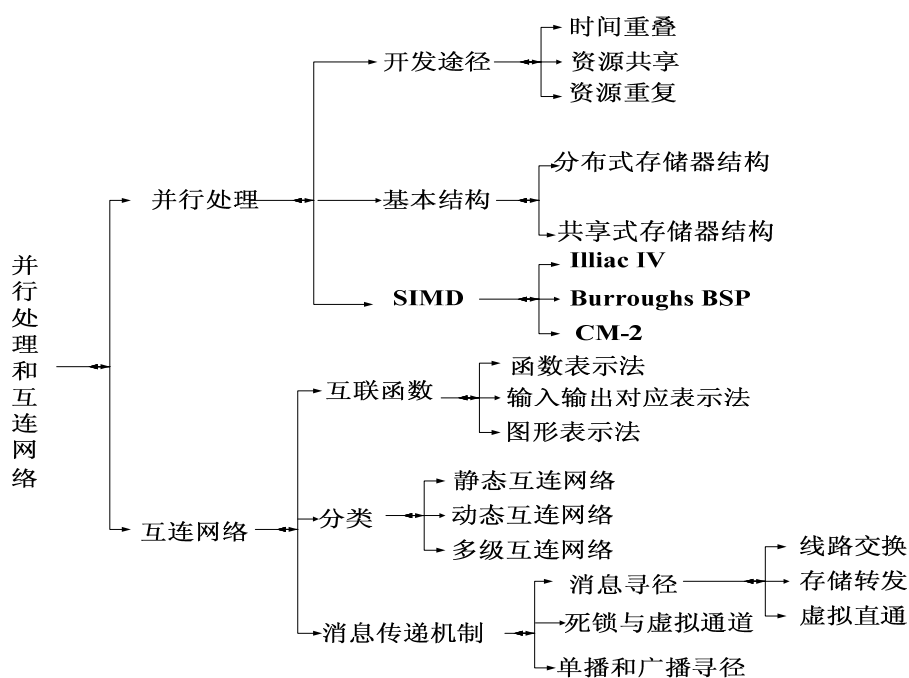 并行处理和互连网络
并行处理
开发途径
时间重叠
资源共享
资源重复
基本结构
分布式存储器结构
共享式存储器结构
SIMD
Illiac IV
Burroughs BSP
CM-2
互连网络
互联函数
函数表示法
输入输出对应表示法
图形表示法
分类
静态互连网络
动态互连网络
多级互连网络
消息传递机制
消息寻径
线路交换
存储转发
虚拟直通
死锁与虚拟通道
单播和广播寻径